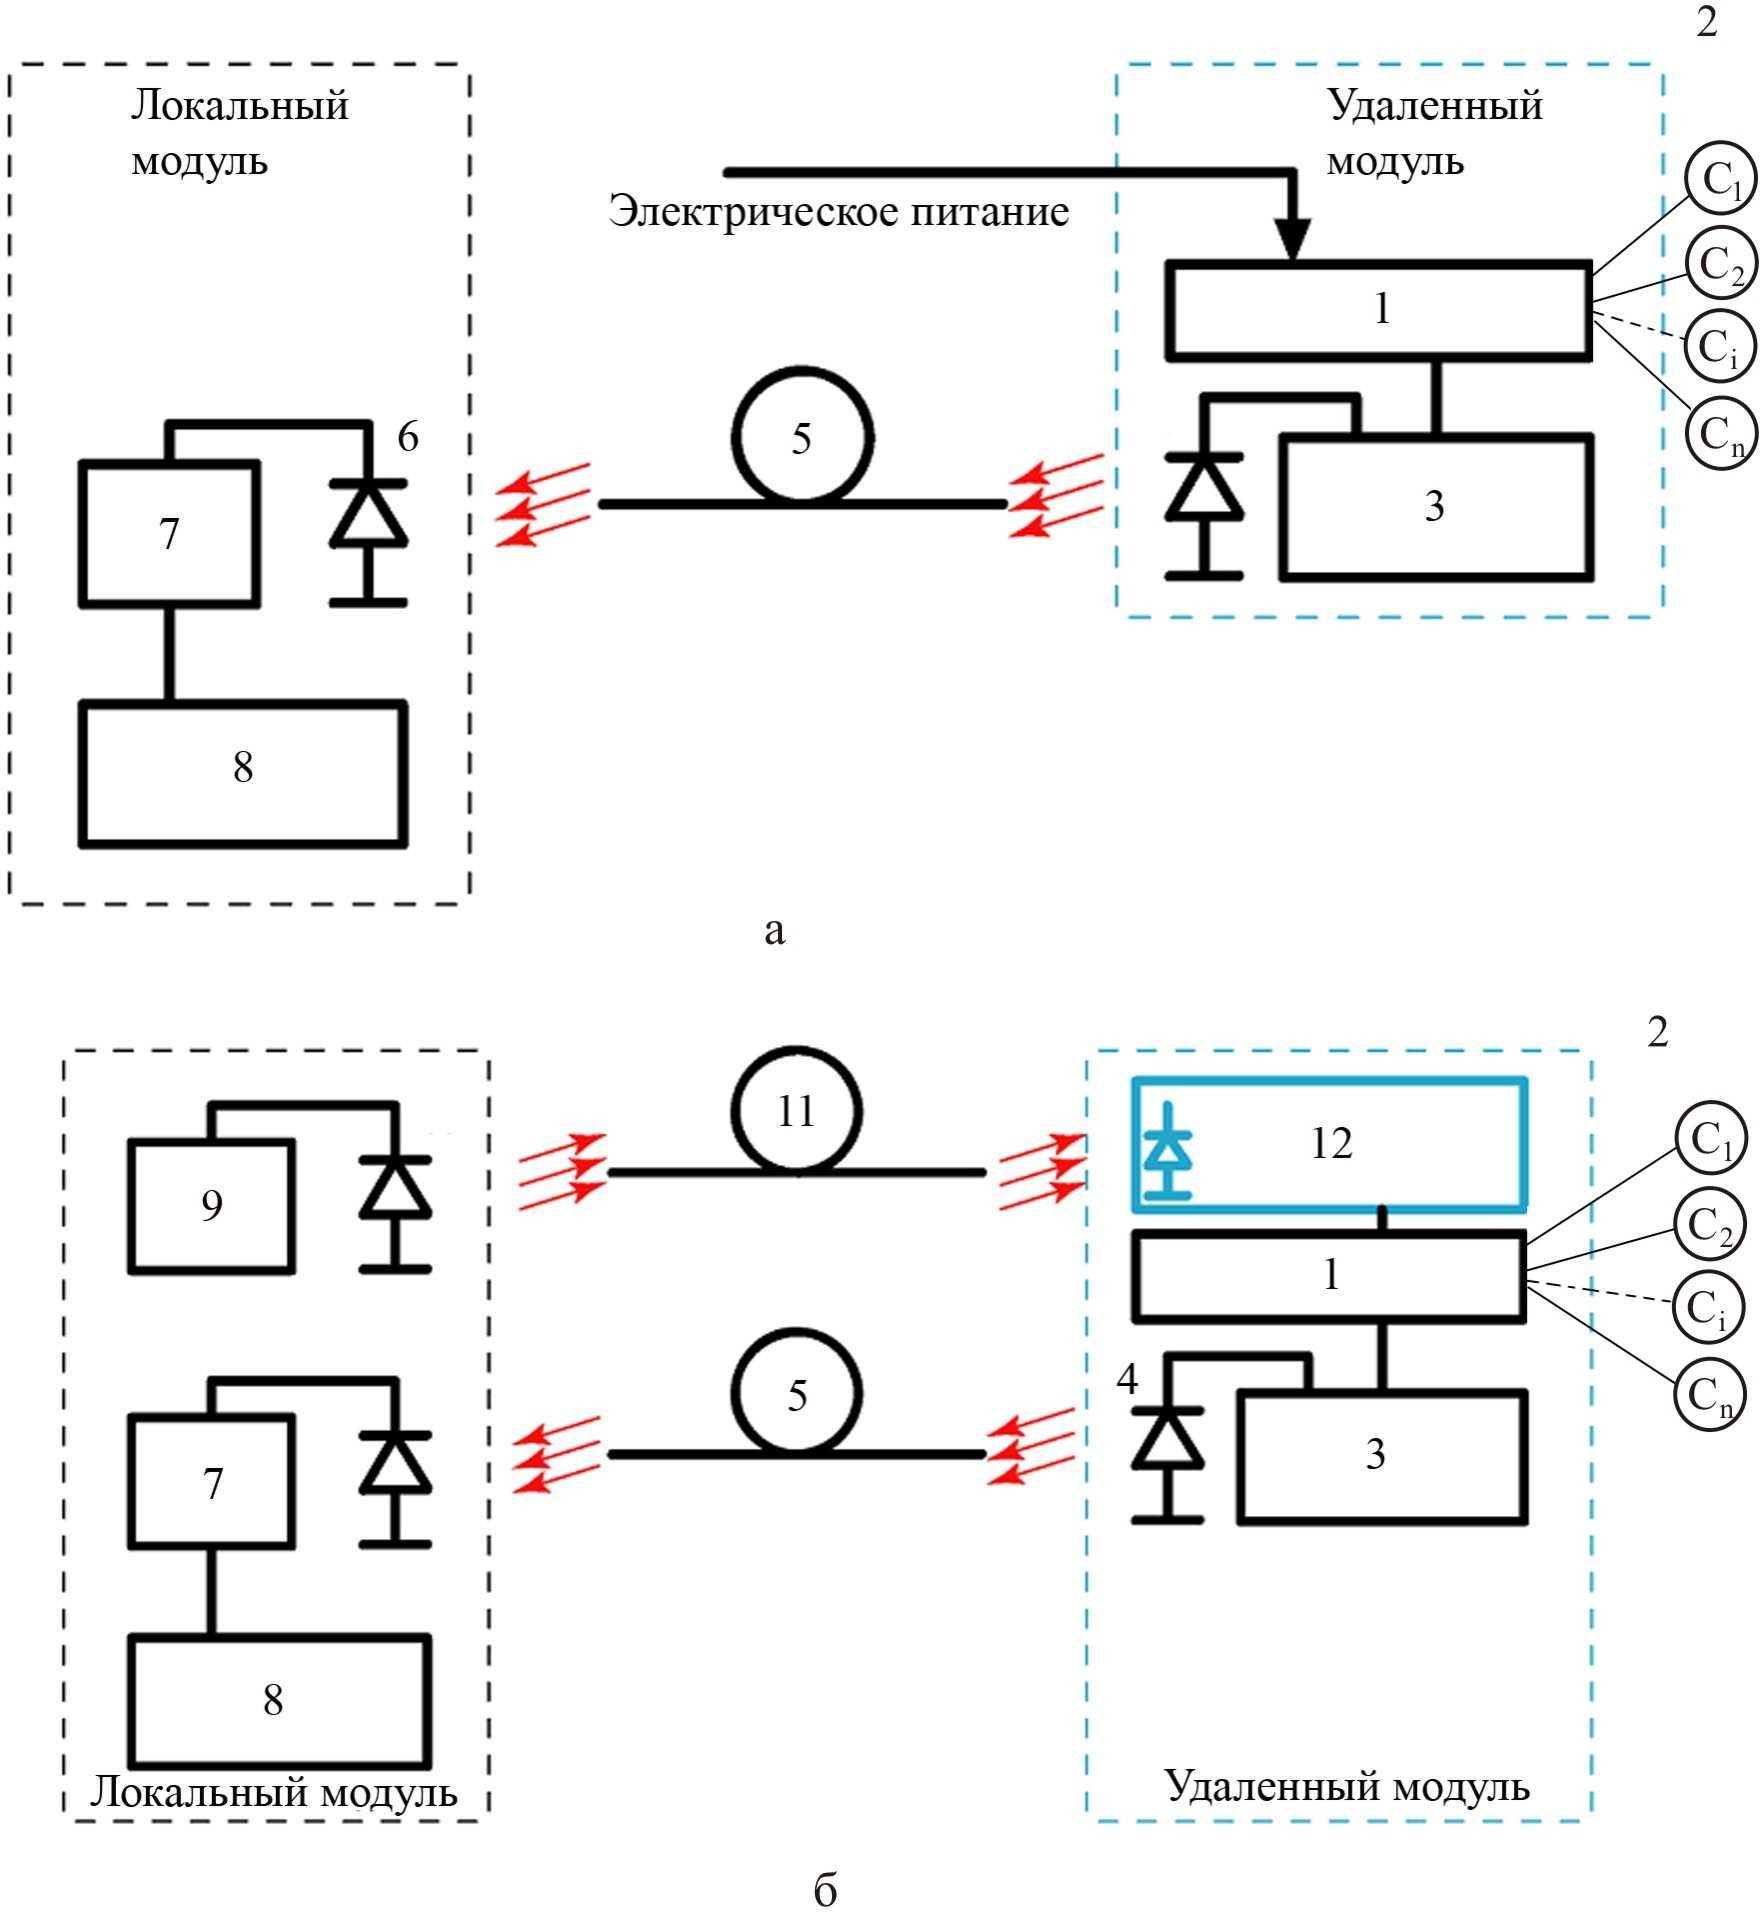 2
Локальный
модуль
Удаленный
модуль
Электрическое питание
C1
C2
Ci
Cn
1
6
5
7
3
8
а
2
11
12
9
C1
C2
Ci
Cn
1
4
5
7
3
8
Локальный модуль
Удаленный модуль
б